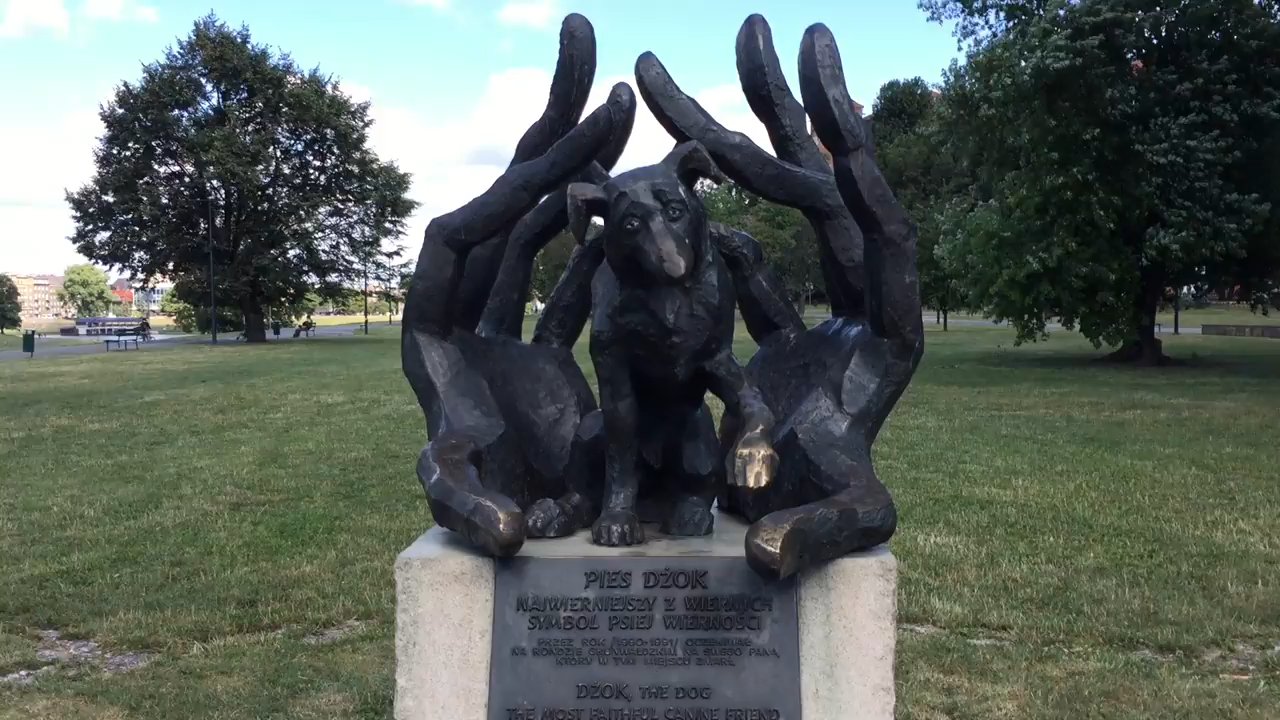 PIES DŻOK
NAJWIERNIEJSZY Z WIERNYCH
SYMBOL PSIEJ WIERNOŚCI
PRZEZ ROK /1990-1991/ OCZEKIWAŁ
NA RONDZIE GRUNWALDZKIM NA SWEGO PANA,
KTÓRY W TYM MIEJSCU ZMARŁ.
DŻOK, THE DOG
THE MOST FAITHFUL CANINE FRIEND